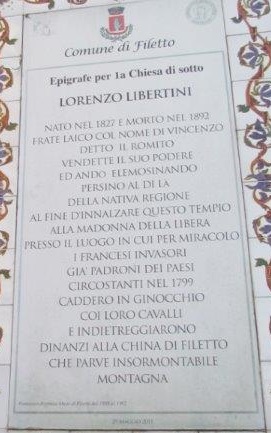 Comune di Filetto
Epigrafe per la Chiesa di sotto
LORENZO LIBERTINI
NATO NEL 1827 E MORTO NEL 1892
FRATE LAICO COL NOME DI VINCENZO
DETTO IL ROMITO
VENDETTE IL SUO PODERE
ED ANDO ELEMOSINANDO
PERSINO AL DI LA
DELLA NATIVA REGIONE
AL FINE D'INNALZARE QUESTO TEMPIO
ALLA MADONNA DELLA LIBERA
PRESSO IL LUOGO IN CUI PER MIRACOLO
I FRANCESI INVASORI
GIA' PADRONI DEI PAESI
CIRCOSTANTI NEL 1799
CADDERO IN GINOCCHIO
COI LORO CAVALLI
E INDIETREGGIARONO
DINANZI ALLA CHINA DI FILETTO
CHE PARVE INSORMONTABILE
MONTAGNA